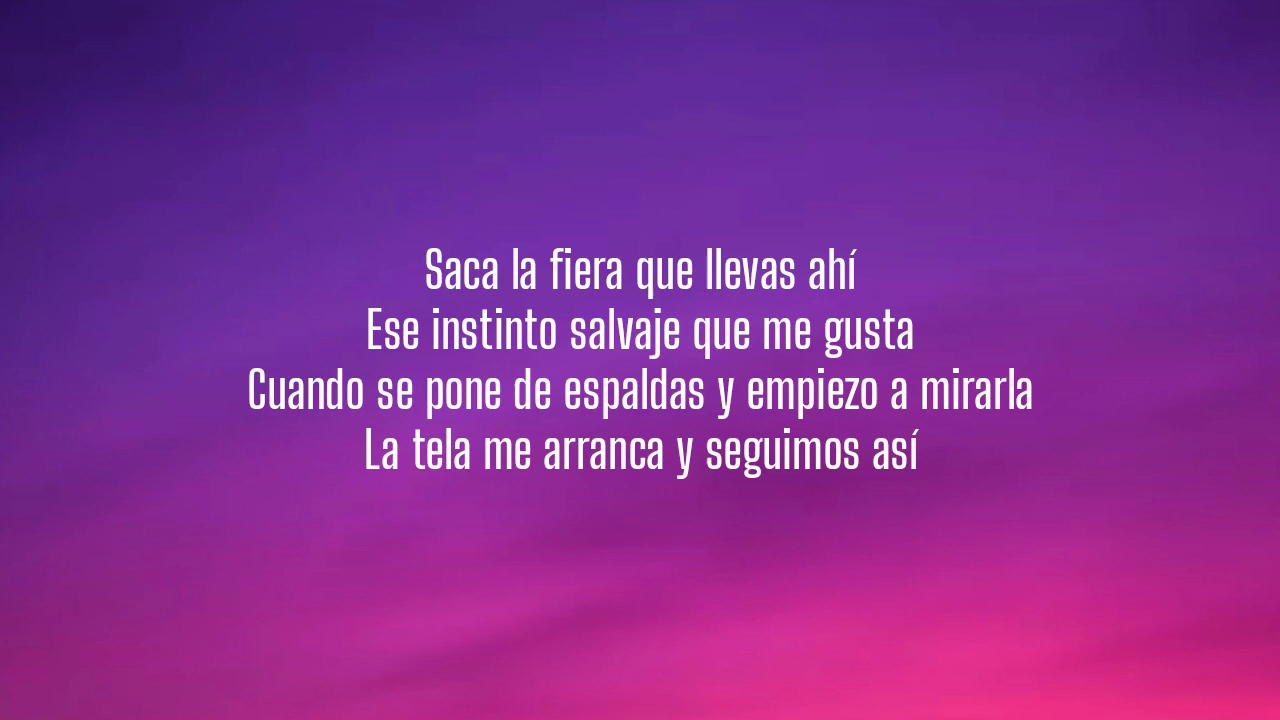 Saca la fiera que llevas ahí
Ese instinto salvaje que me gusta
Cuando se pone de espaldas y empiezo a mirarla
La tela me arranca y seguimos así